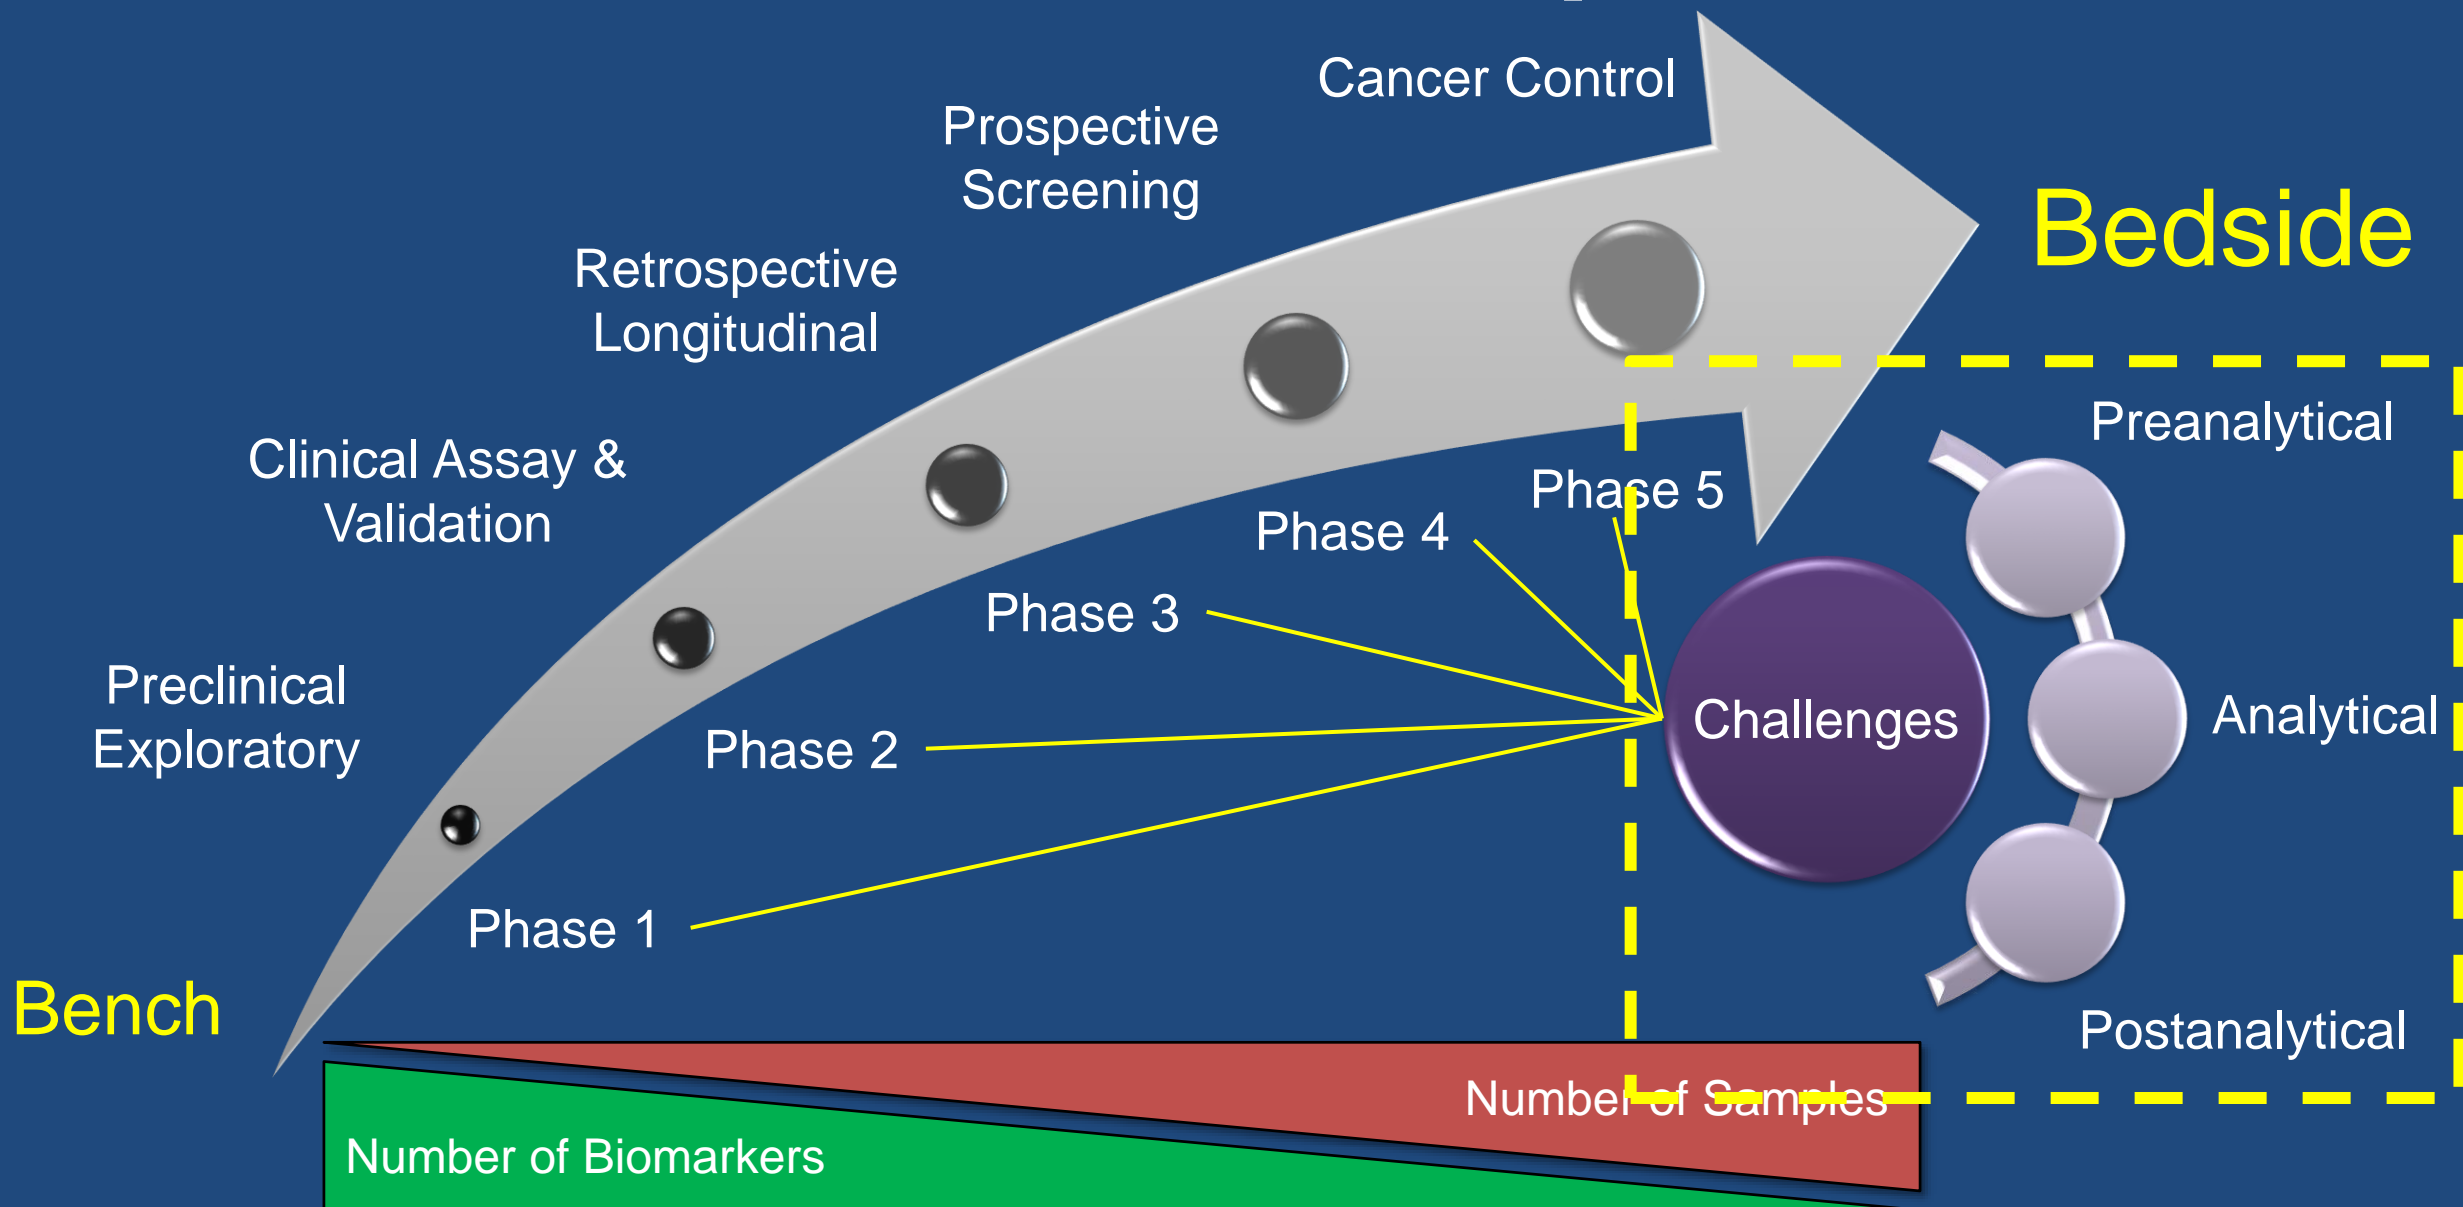 Cancer Control
Prospective
Screening
Bedside
Retrospective
Longitudinal
Preanalytical
Clinical Assay &
Validation
Phase 5
Phase 4
Phase 3
Preclinical
Exploratory
Phase 2
Challenges
Analytical
Phase 1
Bench
Postanalytical
Number of Samples
Number of Biomarkers